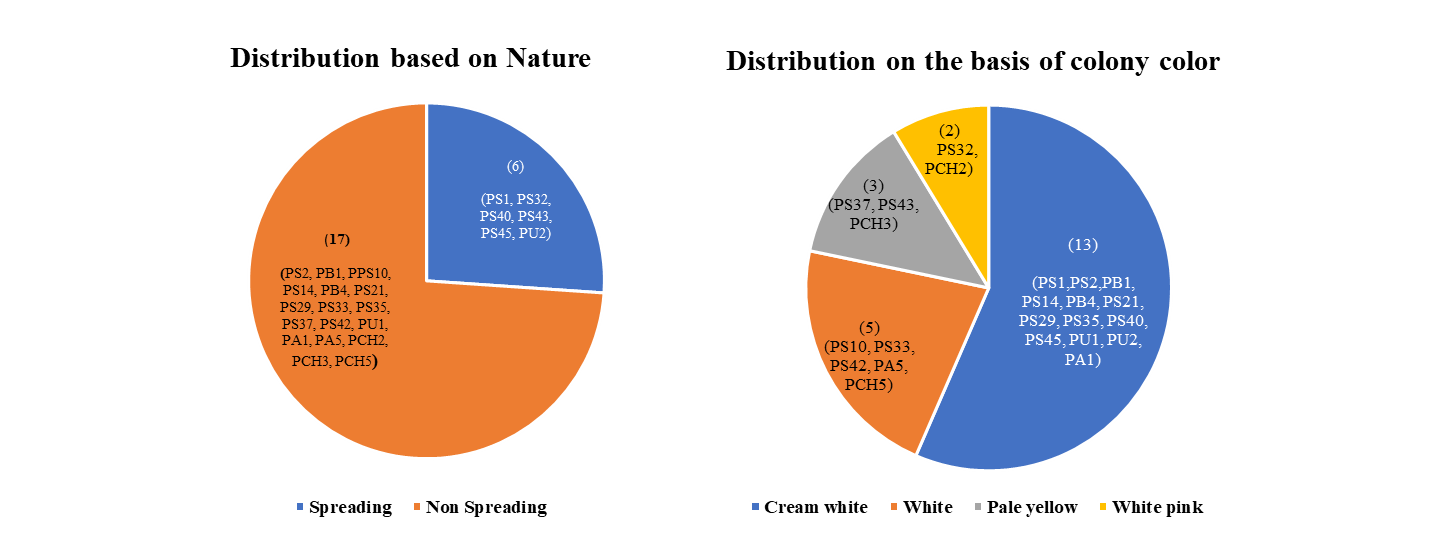 Distribution based on Nature
(6)
(PS1, PS32,
PS40, PS43,
PS45, PU2)
(17)
(PS2, PB1, PPS10,
PS14, PB4, PS21,
PS29, PS33, PS35,
PS37, PS42, PU1,
PA1, PA5, PCH2,
PCH3, PCH5)
Spreading
Non Spreading
Distribution on the basis of colony color
(2)
PS32,
PCH2)
(3)
(PS37, PS43,
PCH3)
(13)
(PS1,PS2,PB1,
PS14, PB4, PS21,
PS29, PS35, PS40,
PS45, PU1, PU2,
PA1)
(5)
(PS10, PS33,
PS42, PA5,
PCH5)
Cream white
White
Pale yellow
White pink